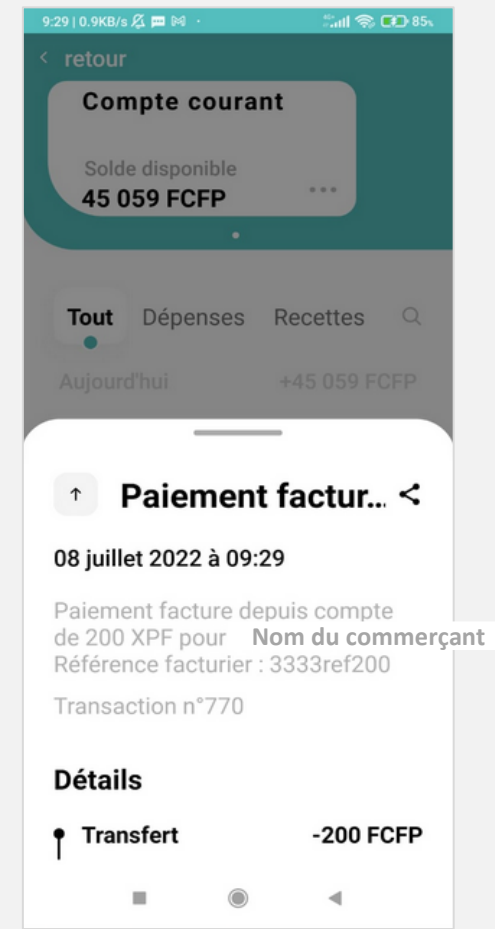 9:29 | 0.9KB/s
85%
< retour
Compte courant
Solde disponible
45 059 FCFP
Tout Dépenses Recettes
Aujourd'hui +45 059 FCFP
Paiement factur...
08 juillet 2022 à 09:29
Paiement facture depuis compte
de 200 XPF pour Nom du commerçant
Référence facturier : 3333ref200
Transaction n°770
Détails
Transfert -200 FCFP